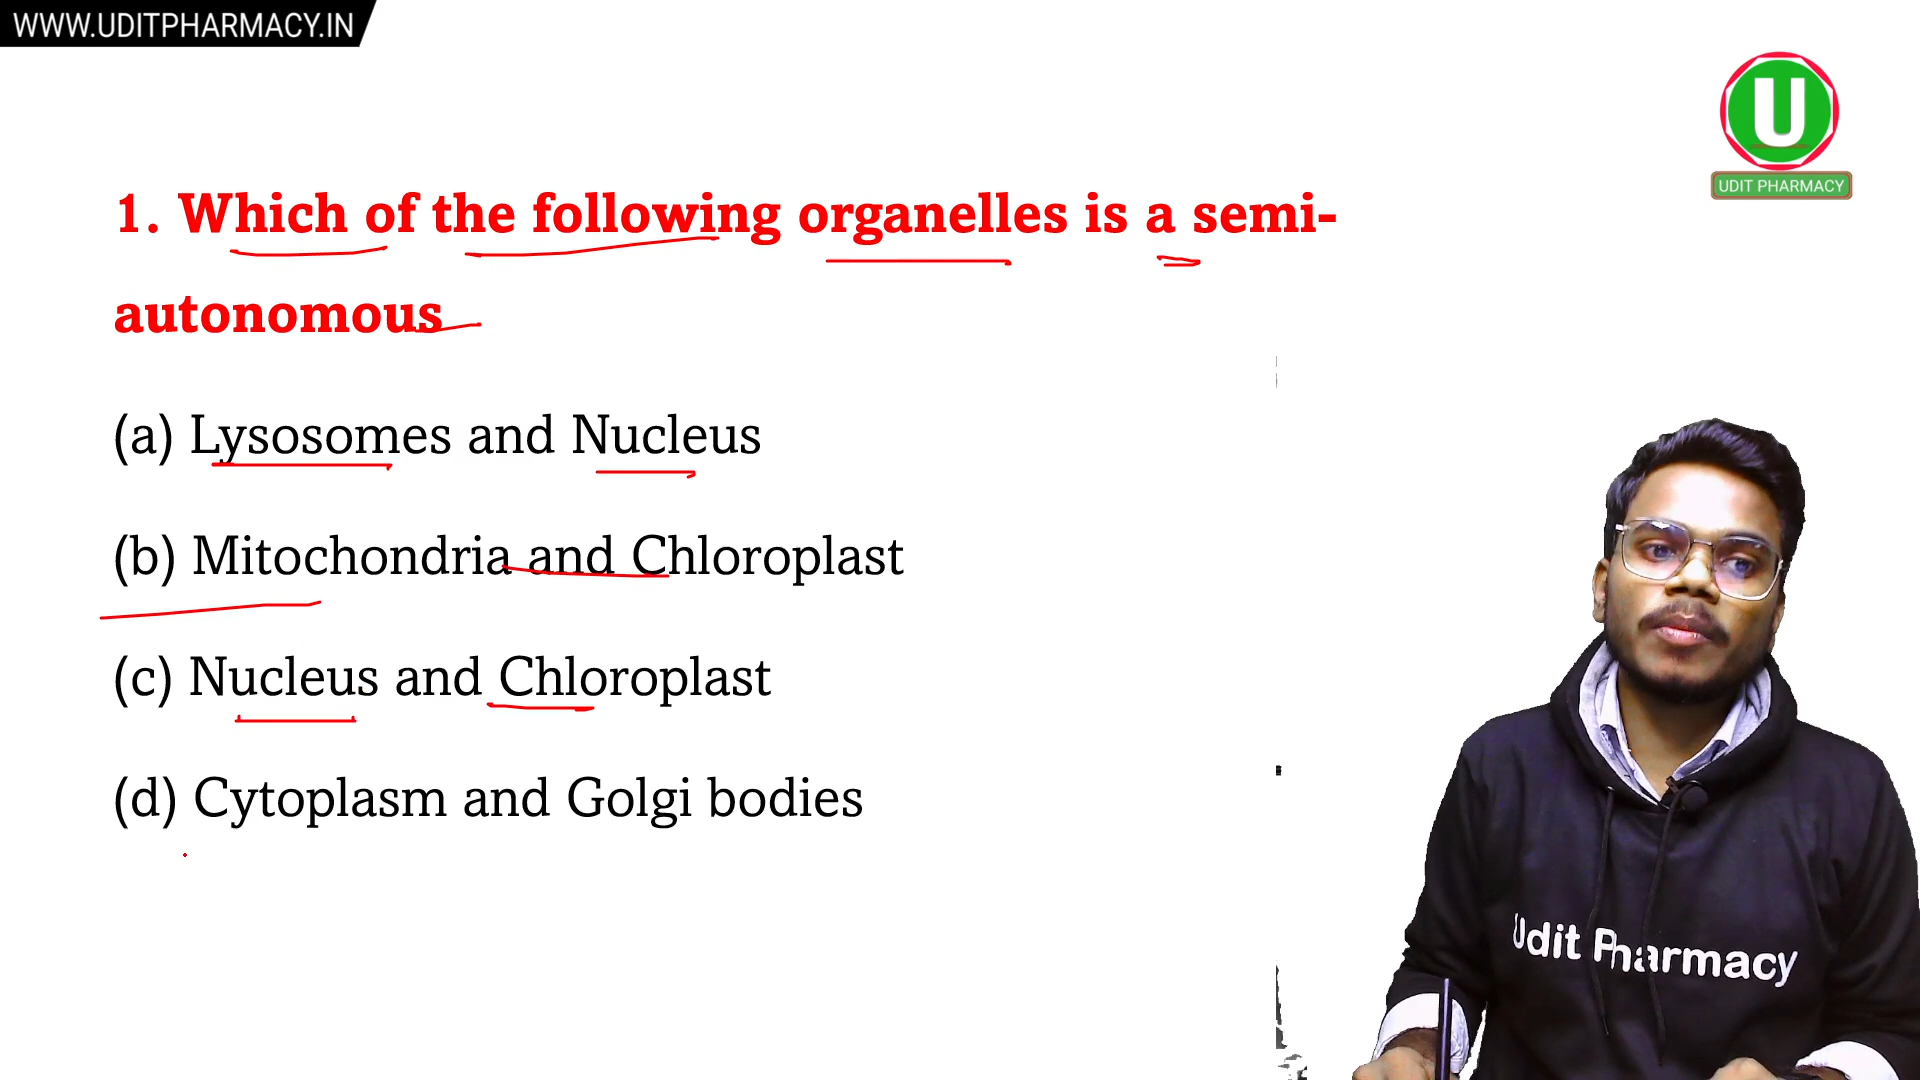 WWW.UDITPHARMACY.IN
U
UDIT PHARMACY
1. Which of the following organelles is a semi-
autonomous
(a) Lysosomes and Nucleus
(b) Mitochondria and Chloroplast
(c) Nucleus and Chloroplast
(d) Cytoplasm and Golgi bodies
Udit Pharmacy